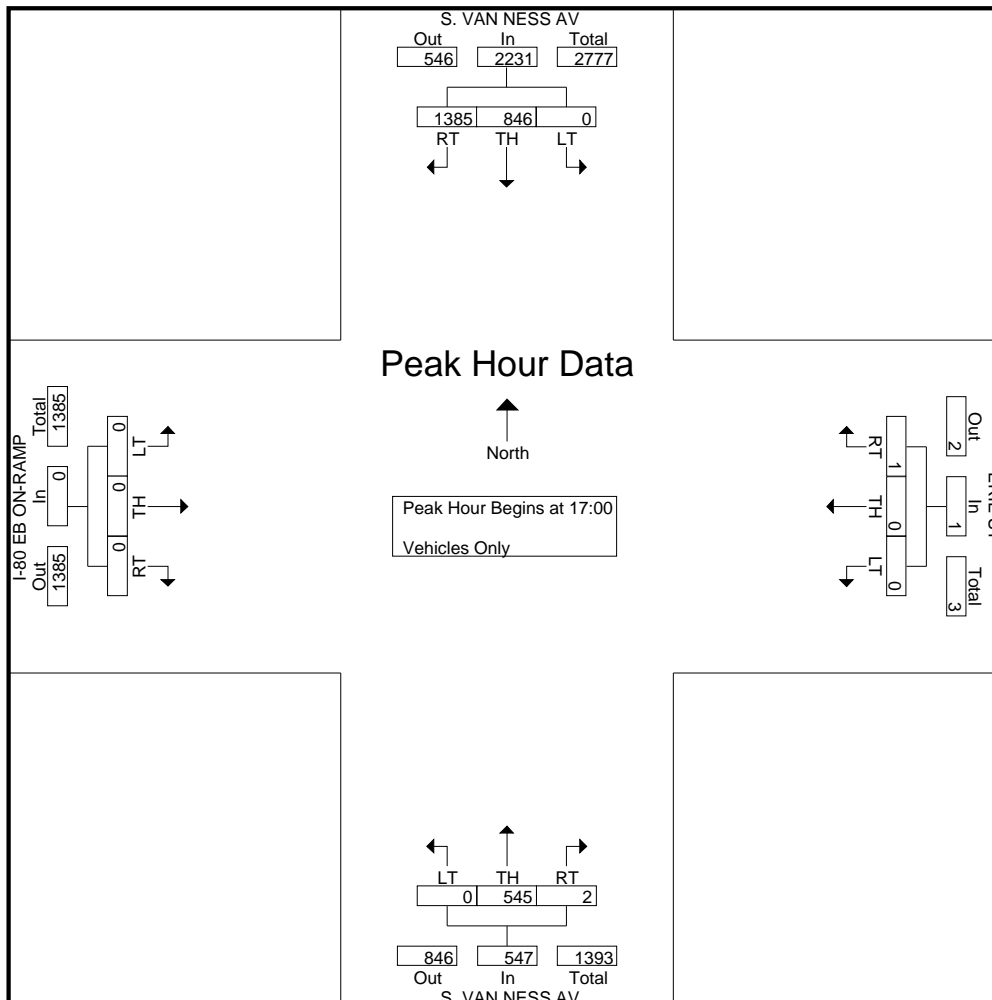 S. VAN NESS AV
Out In Total
546 2231 2777
1385 846 0
RT TH LT
Peak Hour Data
North
Peak Hour Begins at 17:00
Vehicles Only
I-80 EB ON-RAMP
Out In Total
1385 0 1385
0 0 0
RT TH LT
Out In Total
2 1 3
1 0 0
RT TH LT
LT TH RT
0 545 2
846 547 1393
Out In Total
S. VAN NESS AV